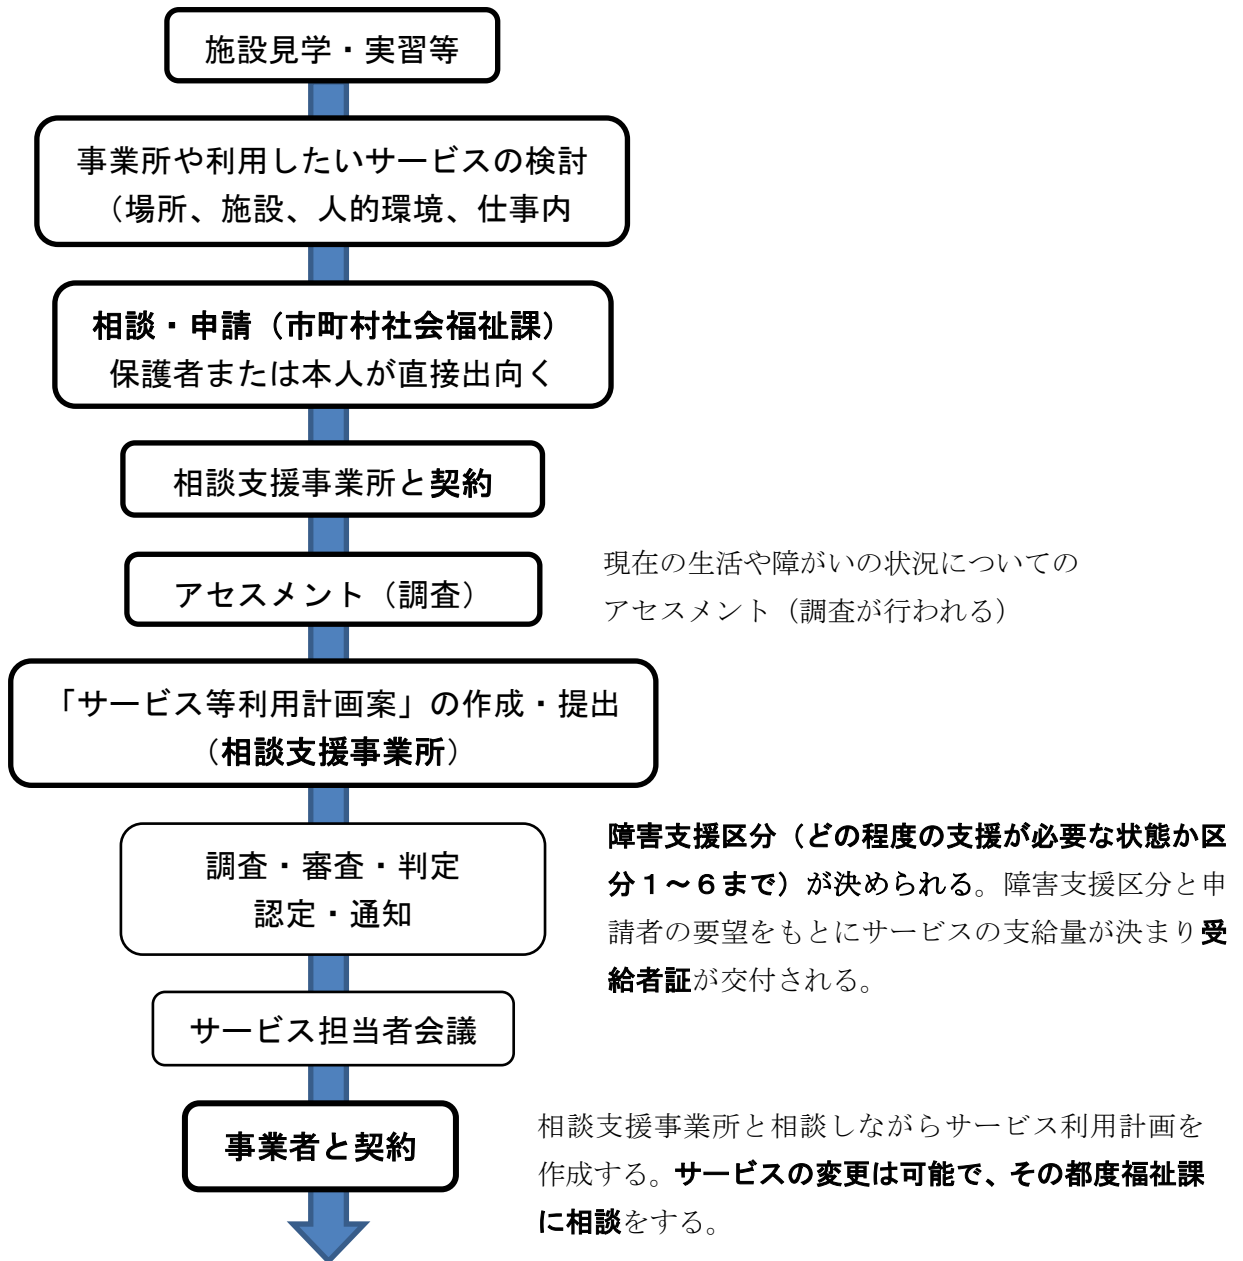 施設見学・実習等
事業所や利用したいサービスの検討
（場所、施設、人的環境、仕事内
相談・申請（市町村社会福祉課）
保護者または本人が直接出向く
相談支援事業所と契約
アセスメント（調査）
現在の生活や障がいの状況についての
アセスメント（調査が行われる）
「サービス等利用計画案」の作成・提出
（相談支援事業所）
調査・審査・判定
認定・通知
障害支援区分（どの程度の支援が必要な状態か区
分１～６まで）が決められる。障害支援区分と申
請者の要望をもとにサービスの支給量が決まり受
給者証が交付される。
サービス担当者会議
事業者と契約
相談支援事業所と相談しながらサービス利用計画を
作成する。サービスの変更は可能で、その都度福祉課
に相談をする。